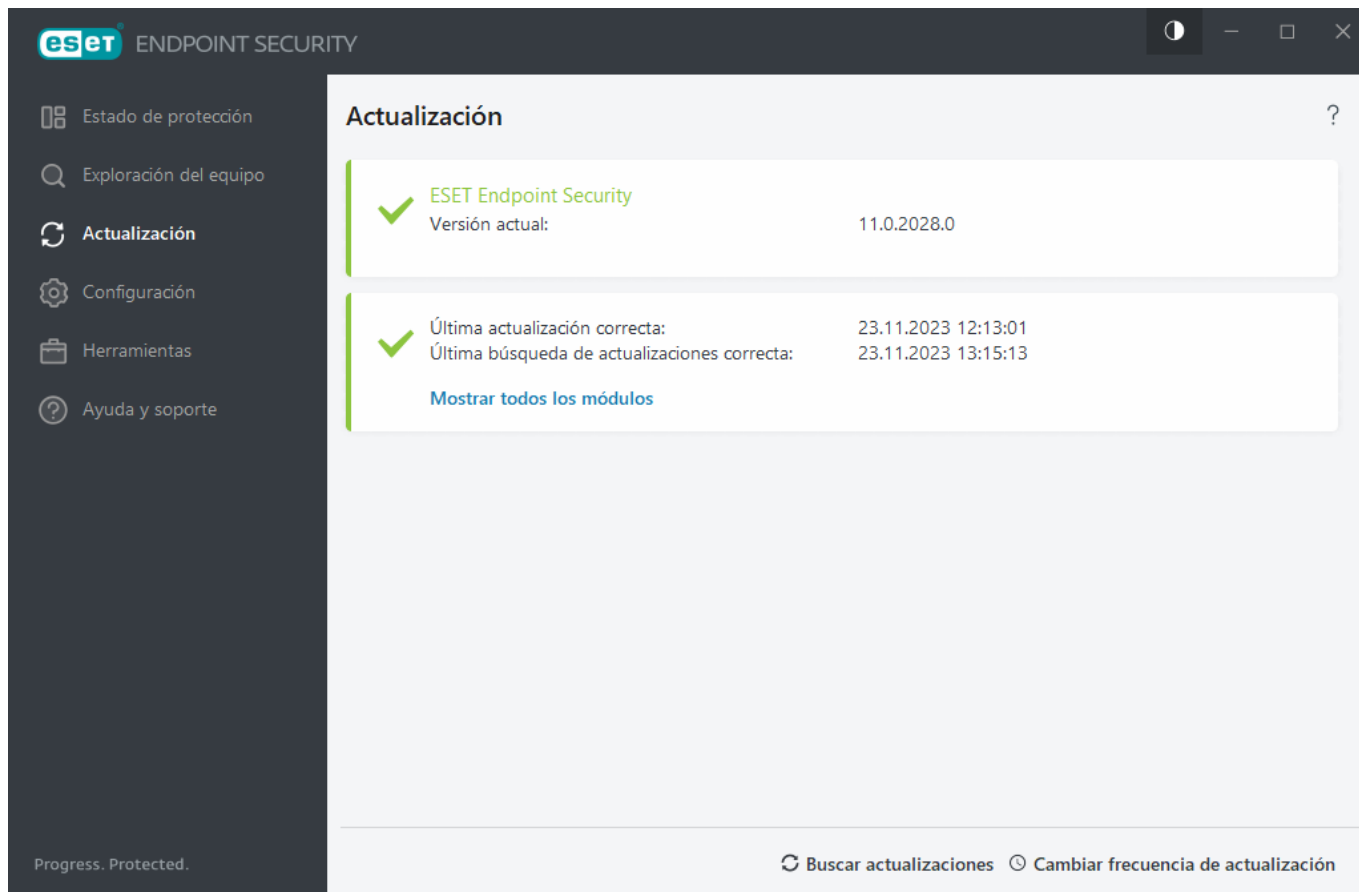 eset ENDPOINT SECURITY
Estado de protección
Exploración del equipo
Actualización
Configuración
Herramientas
Ayuda y soporte
Progress. Protected.
Actualización
?
ESET Endpoint Security
Versión actual: 11.0.2028.0
Última actualización correcta: 23.11.2023 12:13:01
Última búsqueda de actualizaciones correcta: 23.11.2023 13:15:13
Mostrar todos los módulos
Buscar actualizaciones Cambiar frecuencia de actualización